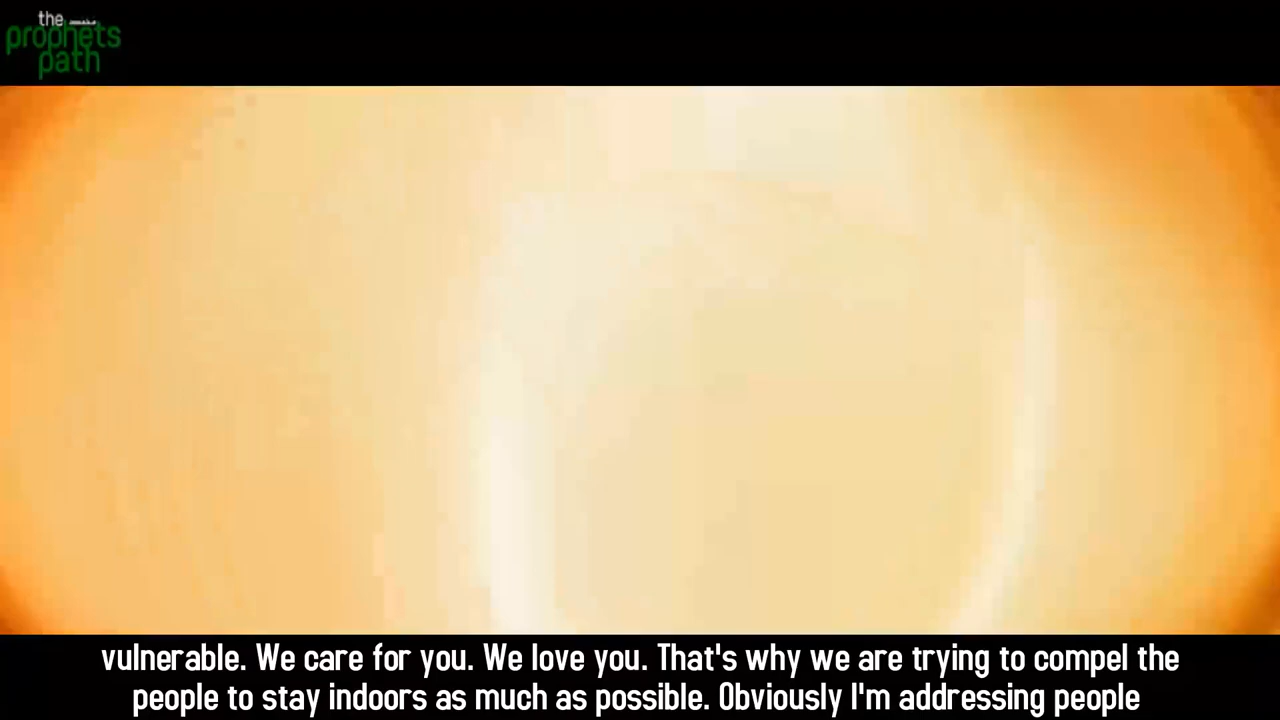 the
prophets
path
vulnerable. We care for you. We love you. That's why we are trying to compel the
people to stay indoors as much as possible. Obviously I'm addressing people